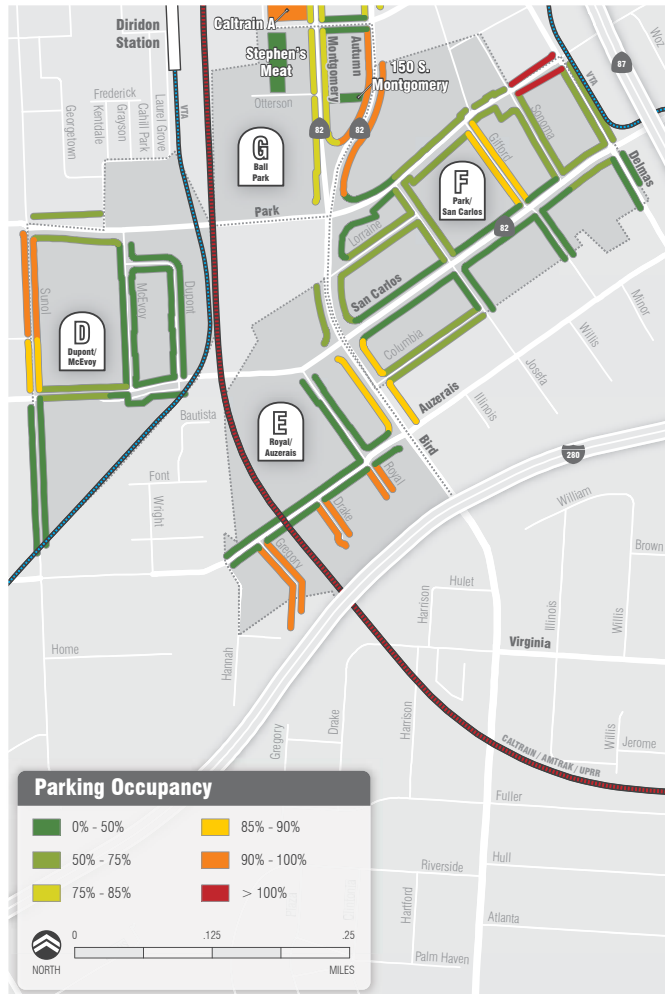 Caltrain A
Diridon
Station
Stephen's
Meat
Montgomery
Autumn
150 S.
Montgomery
87
VTA
Woz
Frederick
Georgetown
Kentdale
Grayson
Cahill Park
Laurel Grove
VTA
Otterson
82
82
Sonoma
Gifford
Delmas
G
Ball
Park
F
Park/
San Carlos
Park
82
Lorraine
San Carlos
Sunol
McEvoy
Dupont
D
Dupont/
McEvoy
Columbia
Minor
Willis
Josefa
Illinois
Auzerais
Bird
E
Royal/
Auzerais
Bautista
280
Font
Wright
Royal
Drake
Gregory
William
Brown
Hulet
Harrison
Illinois
Willis
Home
Hannah
Virginia
Drake
Gregory
Harrison
CALTRAIN / AMTRAK / UPRR
Willis
Jerome
Fuller
Hull
Riverside
Hartford
Atlanta
Palm Haven
Parking Occupancy
0% - 50%
85% - 90%
50% - 75%
90% - 100%
75% - 85%
> 100%
NORTH
0
.125
.25
MILES